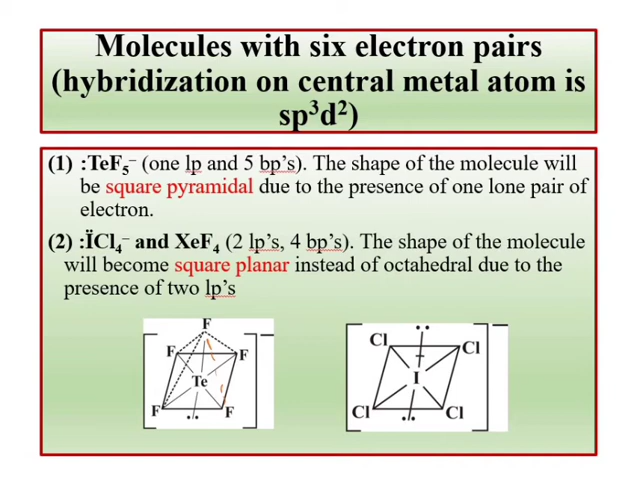 Molecules with six electron pairs
(hybridization on central metal atom is
sp³d²)
(1) :TeF₅⁻ (one lp and 5 bp's). The shape of the molecule will
be square pyramidal due to the presence of one lone pair of
electron.
(2) :ÏCl₄⁻ and XeF₄ (2 lp's, 4 bp's). The shape of the molecule
will become square planar instead of octahedral due to the
presence of two lp's
F
F F
Te
F F
Cl Cl
I
Cl Cl